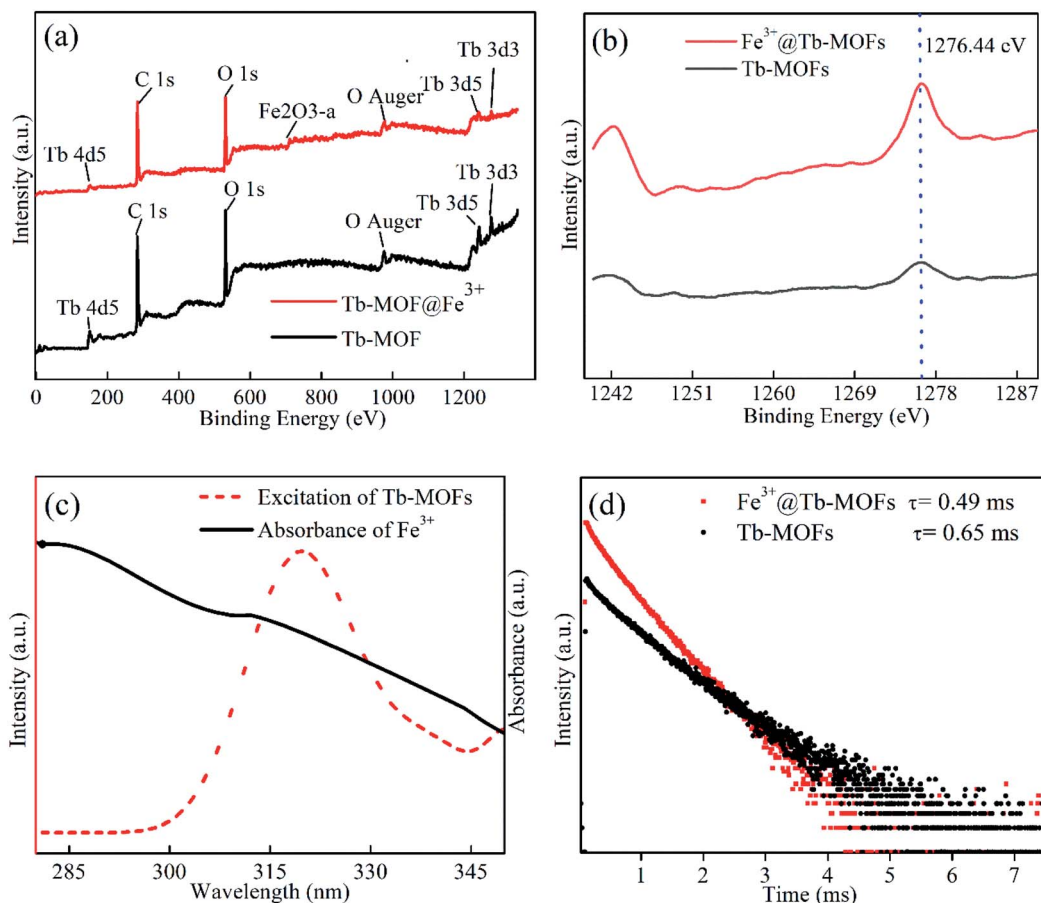 (a)
Tb 4d5
C 1s
O 1s
Fe2O3-a
O Auger
Tb 3d5
Tb 3d3
Tb 4d5
C 1s
O 1s
O Auger
Tb 3d5
Tb 3d3
Tb-MOF@Fe³⁺
Tb-MOF
Intensity (a.u.)
0 200 400 600 800 1000 1200
Binding Energy (eV)
(b)
Fe³⁺@Tb-MOFs
Tb-MOFs
1276.44 eV
Intensity (a.u.)
1242 1251 1260 1269 1278 1287
Binding Energy (eV)
(c)
Excitation of Tb-MOFs
Absorbance of Fe³⁺
Intensity (a.u.)
Absorbance (a.u.)
285 300 315 330 345
Wavelength (nm)
(d)
Fe³⁺@Tb-MOFs τ= 0.49 ms
Tb-MOFs τ= 0.65 ms
Intensity (a.u.)
1 2 3 4 5 6 7
Time (ms)